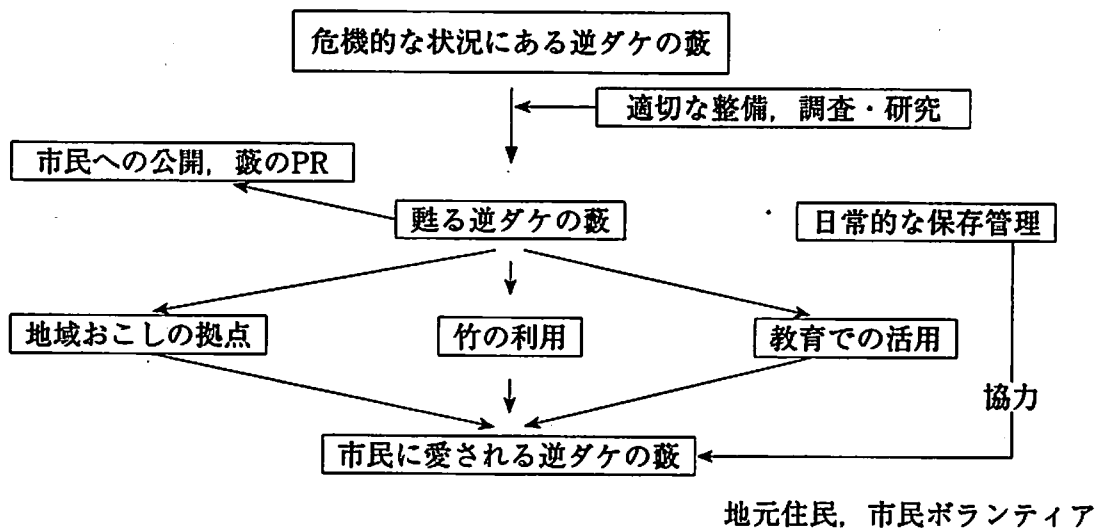 危機的な状況にある逆ダケの藪
適切な整備，調査・研究
市民への公開，藪のPR
甦る逆ダケの藪
日常的な保存管理
地域おこしの拠点
竹の利用
教育での活用
協力
市民に愛される逆ダケの藪
地元住民，市民ボランティア